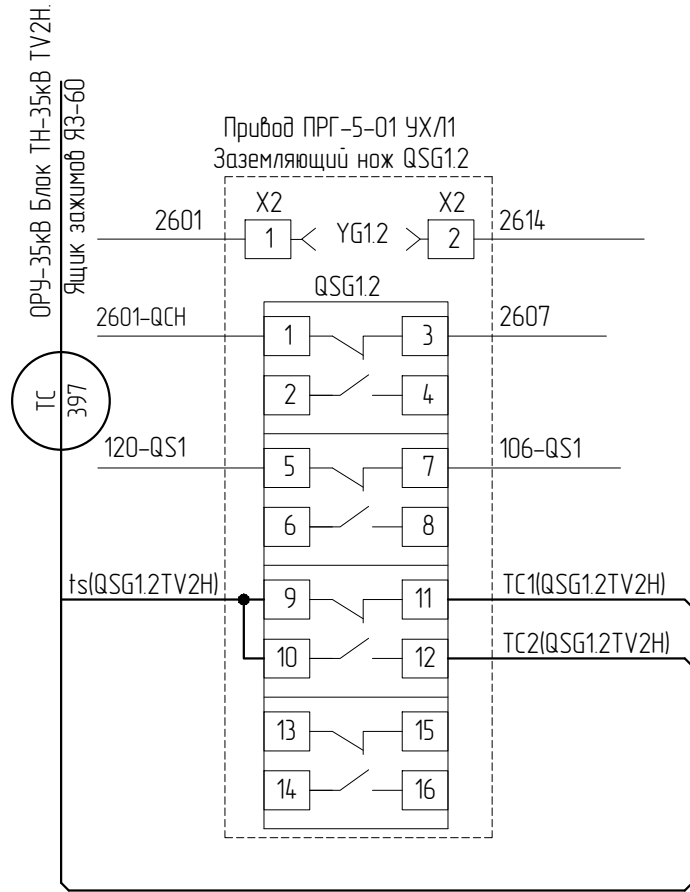 ОРУ-35кВ Блок ТН-35кВ TV2H.
Ящик зажимов ЯЗ-60
Привод ПРГ-5-01 УХЛ1
Заземляющий нож QSG1.2
X2
X2
2601
1
YG1.2
2
2614
QSG1.2
2601-QCH
1
3
2607
2
4
ТС
397
120-QS1
5
7
106-QS1
6
8
ts(QSG1.2TV2H)
9
11
TC1(QSG1.2TV2H)
10
12
TC2(QSG1.2TV2H)
13
15
14
16